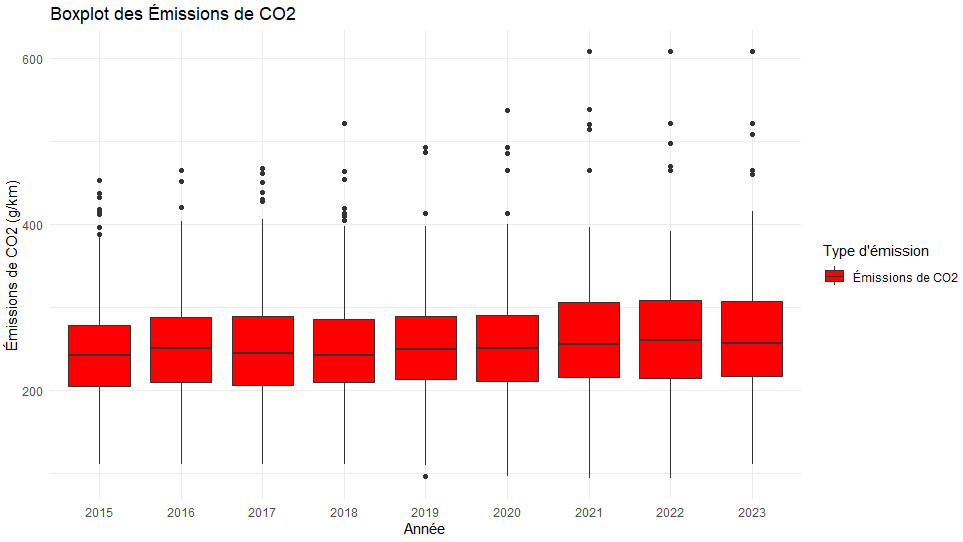 Boxplot des Émissions de CO2
Émissions de CO2 (g/km)
600
400
200
2015 2016 2017 2018 2019 2020 2021 2022 2023
Année
Type d'émission
Émissions de CO2